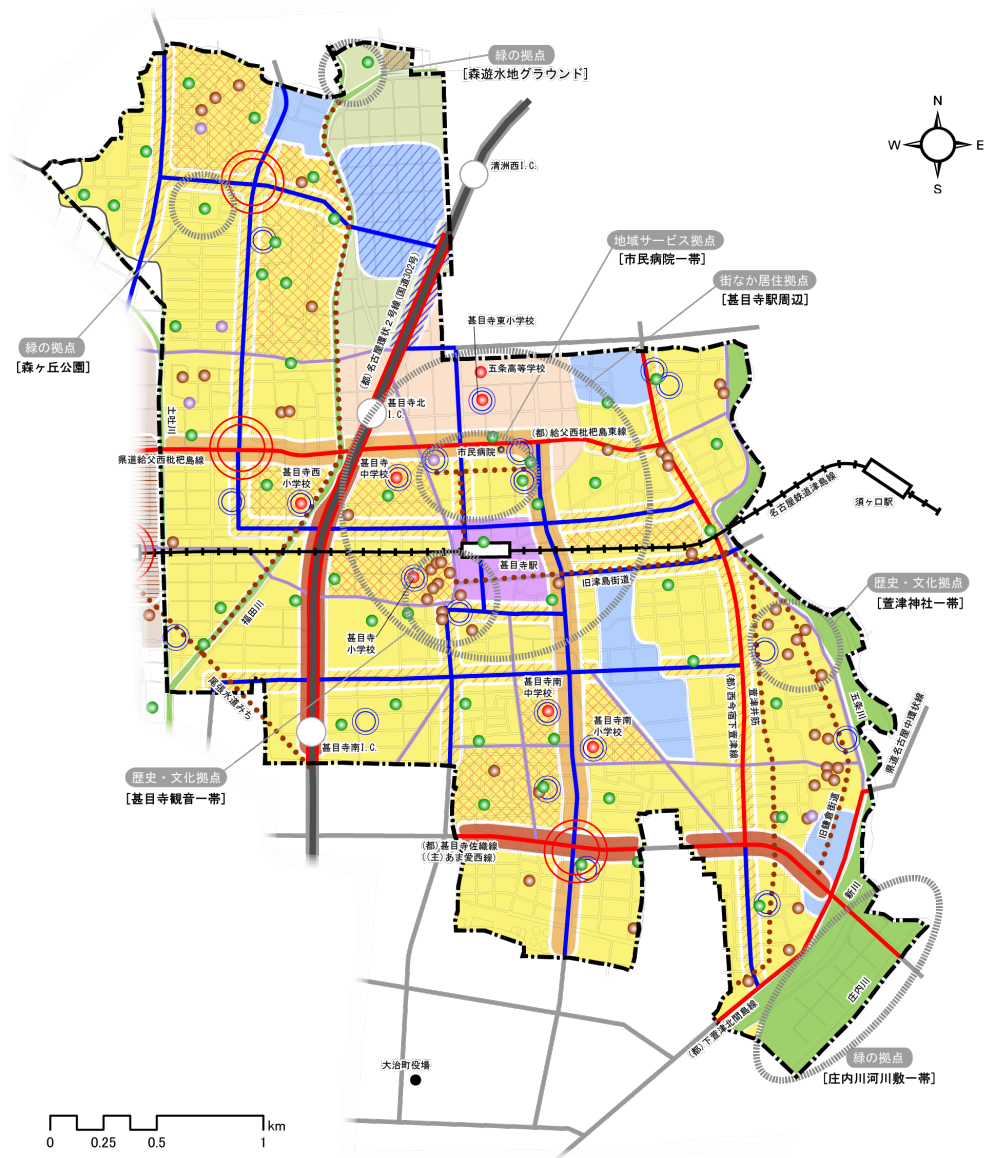 緑の拠点
[森遊水地グラウンド]
N
W
E
S
清洲西I.C.
地域サービス拠点
[市民病院一帯]
街なか居住拠点
[甚目寺駅周辺]
(都)名古屋環状2号線(国道302号)
甚目寺東小学校
緑の拠点
[森ヶ丘公園]
五条高等学校
土吐川
甚目寺北
I.C.
(都)給父西枇杷島東線
県道給父西枇杷島線
市民病院
甚目寺
中学校
甚目寺西
小学校
名古屋鉄道津島線
須ヶ口駅
甚目寺駅
旧津島街道
歴史・文化拠点
[萱津神社一帯]
福田川
甚目寺
小学校
尾張水道みち
甚目寺南
中学校
甚目寺南
小学校
(都)西今宿下萱津線
萱津井筋
五条川
県道名古屋中環状線
甚目寺南I.C.
歴史・文化拠点
[甚目寺観音一帯]
旧鎌倉街道
(都)甚目寺佐織線
((主)あま愛西線)
新川
庄内川
(都)下萱津北間島線
緑の拠点
[庄内川河川敷一帯]
大治町役場
km
0
0.25
0.5
1